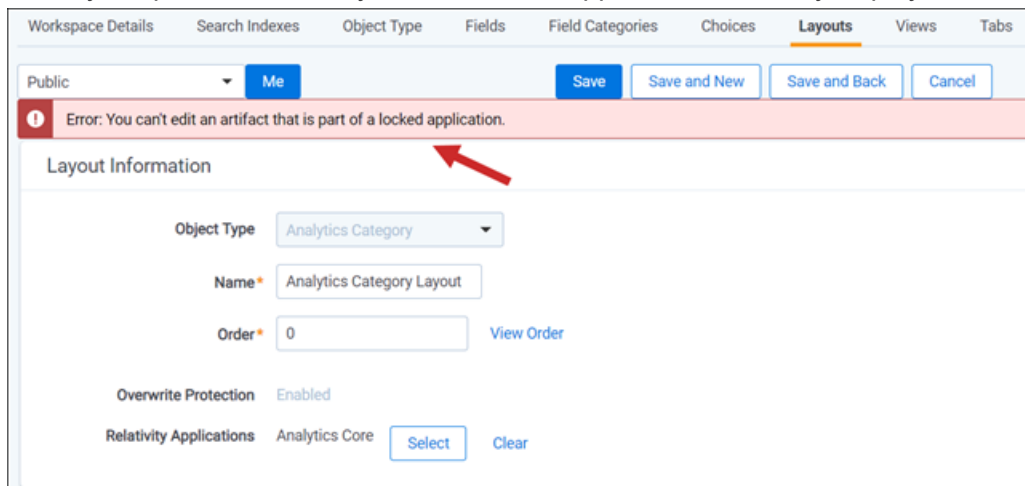 Workspace Details Search Indexes Object Type Fields Field Categories Choices Layouts Views Tabs
Public Me Save Save and New Save and Back Cancel
Error: You can't edit an artifact that is part of a locked application.
Layout Information
Object Type Analytics Category
Name* Analytics Category Layout
Order* 0 View Order
Overwrite Protection Enabled
Relativity Applications Analytics Core Select Clear